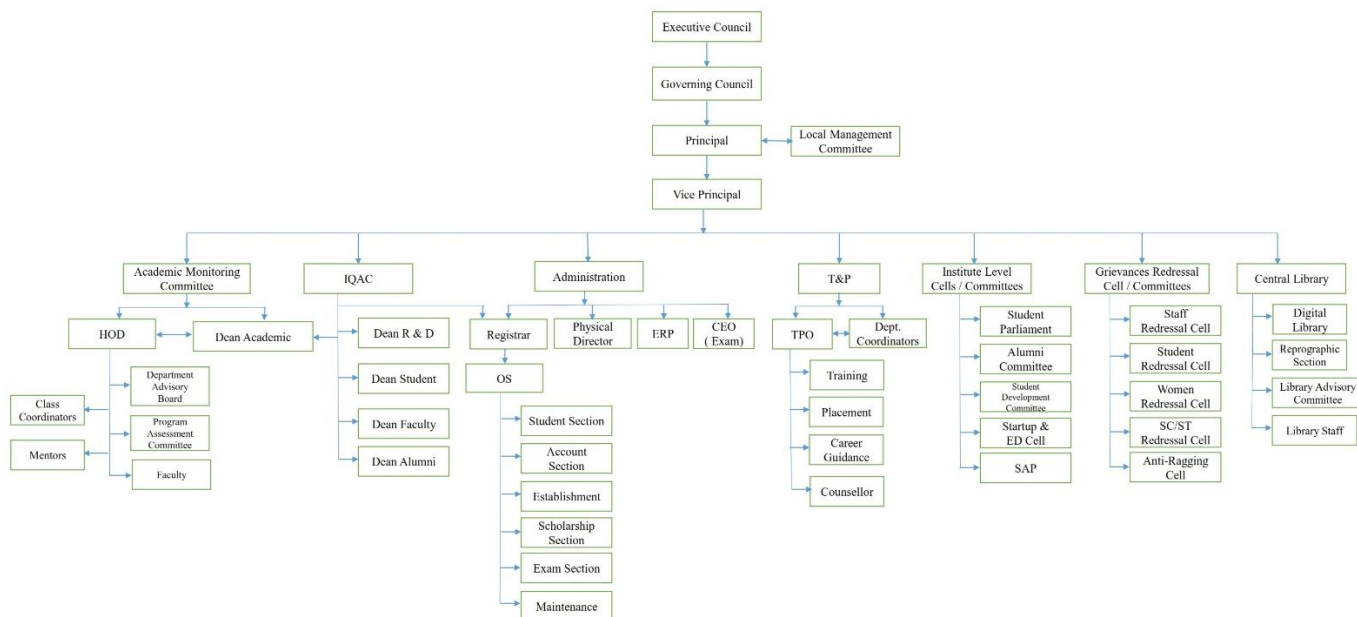 Executive Council
Governing Council
Principal
Local Management
Committee
Vice Principal
Academic Monitoring
Committee
IQAC
Administration
T&P
Institute Level
Cells / Committees
Grievances Redressal
Cell / Committees
Central Library
HOD
Dean Academic
Dean R & D
Dean Student
Dean Faculty
Dean Alumni
Department
Advisory
Board
Class
Coordinators
Program
Assessment
Committee
Mentors
Faculty
Registrar
Physical
Director
ERP
CEO
( Exam)
OS
Student Section
Account
Section
Establishment
Scholarship
Section
Exam Section
Maintenance
TPO
Dept.
Coordinators
Training
Placement
Career
Guidance
Counsellor
Student
Parliament
Alumni
Committee
Student
Development
Committee
Startup &
ED Cell
SAP
Staff
Redressal Cell
Student
Redressal Cell
Women
Redressal Cell
SC/ST
Redressal Cell
Anti-Ragging
Cell
Digital
Library
Reprographic
Section
Library Advisory
Committee
Library Staff